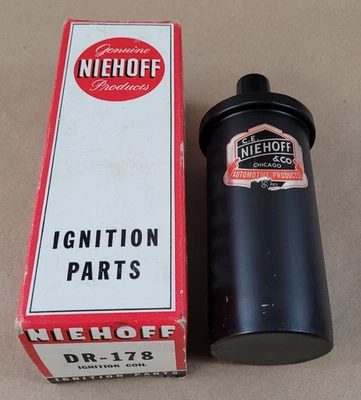 Genuine
NIEHOFF
Products
IGNITION
PARTS
NIEHOFF
DR-178
IGNITION COIL
IGNITION PARTS
C.E.
NIEHOFF
& CO
CHICAGO
AUTOMOTIVE-PRODUCTS